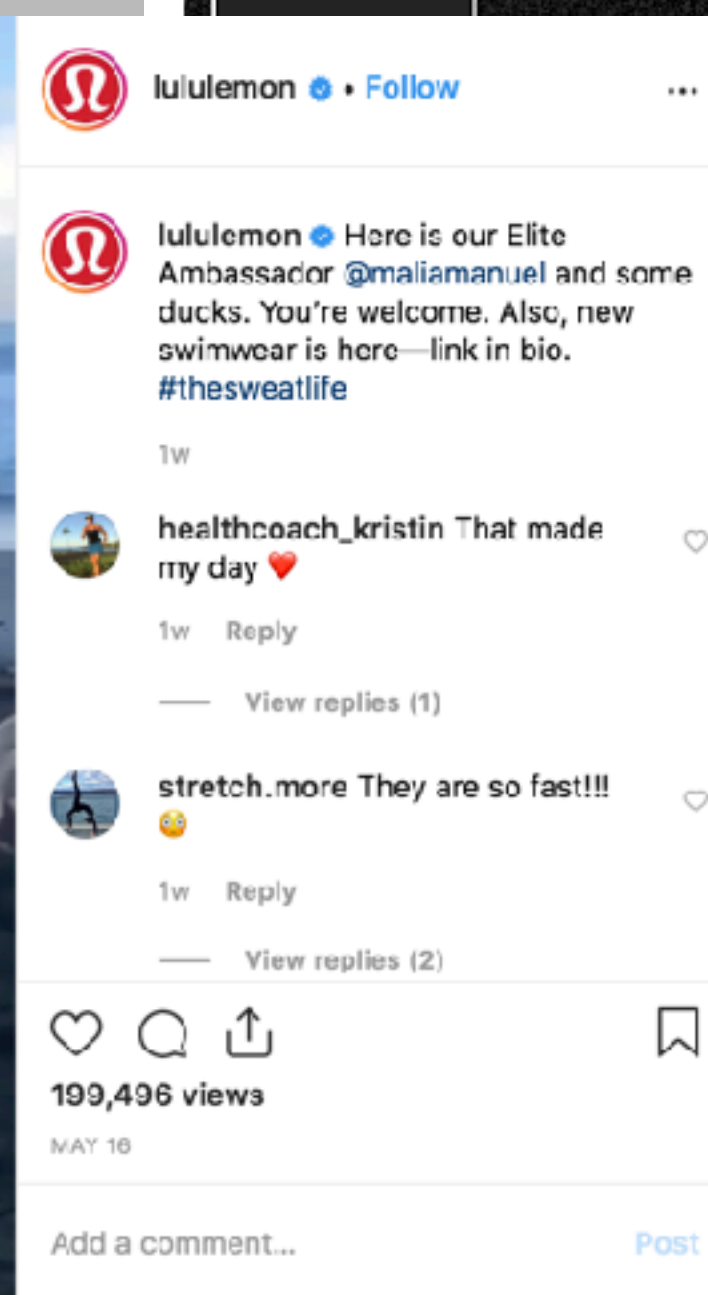 lululemon • Follow
lululemon Here is our Elite
Ambassador @maliamanuel and some
ducks. You're welcome. Also, new
swimwear is here—link in bio.
#thesweatlife
1w
healthcoach_kristin That made
my day ❤️
1w Reply
View replies (1)
stretch.more They are so fast!!!
😳
1w Reply
View replies (2)
199,496 views
MAY 16
Add a comment... Post